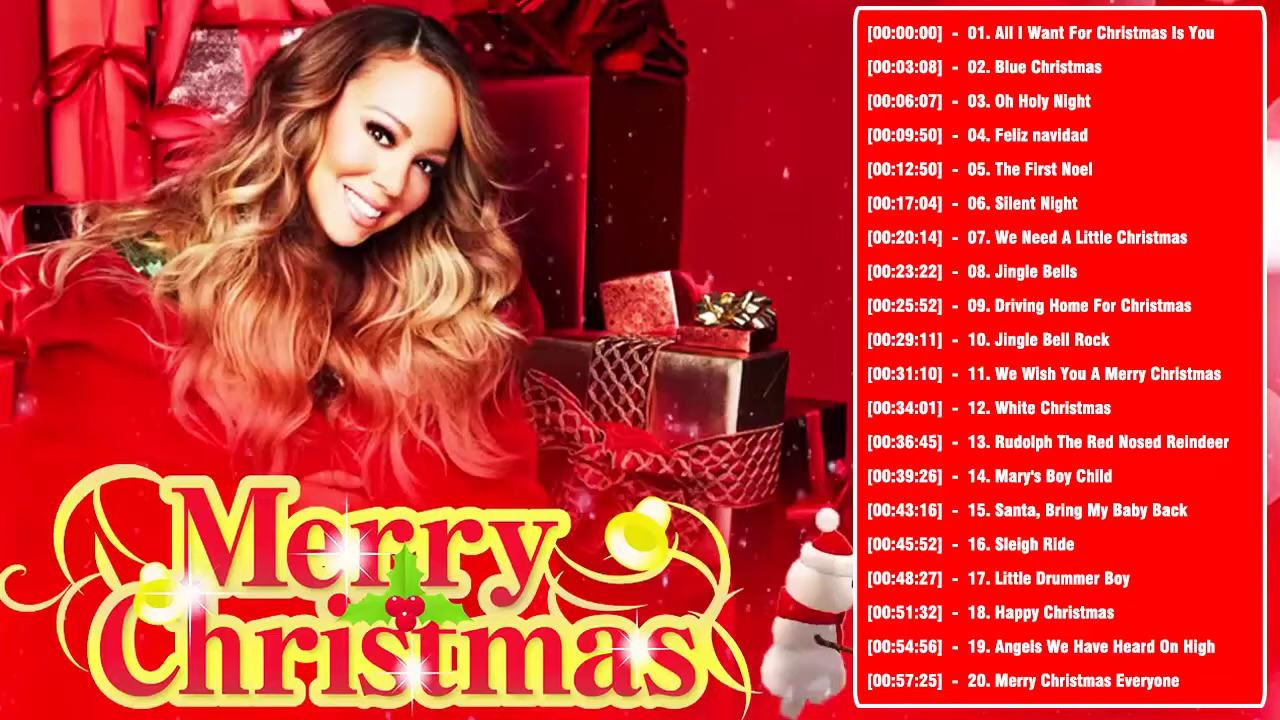 Merry
Christmas
[00:00:00] - 01. All I Want For Christmas Is You
[00:03:08] - 02. Blue Christmas
[00:06:07] - 03. Oh Holy Night
[00:09:50] - 04. Feliz navidad
[00:12:50] - 05. The First Noel
[00:17:04] - 06. Silent Night
[00:20:14] - 07. We Need A Little Christmas
[00:23:22] - 08. Jingle Bells
[00:25:52] - 09. Driving Home For Christmas
[00:29:11] - 10. Jingle Bell Rock
[00:31:10] - 11. We Wish You A Merry Christmas
[00:34:01] - 12. White Christmas
[00:36:45] - 13. Rudolph The Red Nosed Reindeer
[00:39:26] - 14. Mary's Boy Child
[00:43:16] - 15. Santa, Bring My Baby Back
[00:45:52] - 16. Sleigh Ride
[00:48:27] - 17. Little Drummer Boy
[00:51:32] - 18. Happy Christmas
[00:54:56] - 19. Angels We Have Heard On High
[00:57:25] - 20. Merry Christmas Everyone